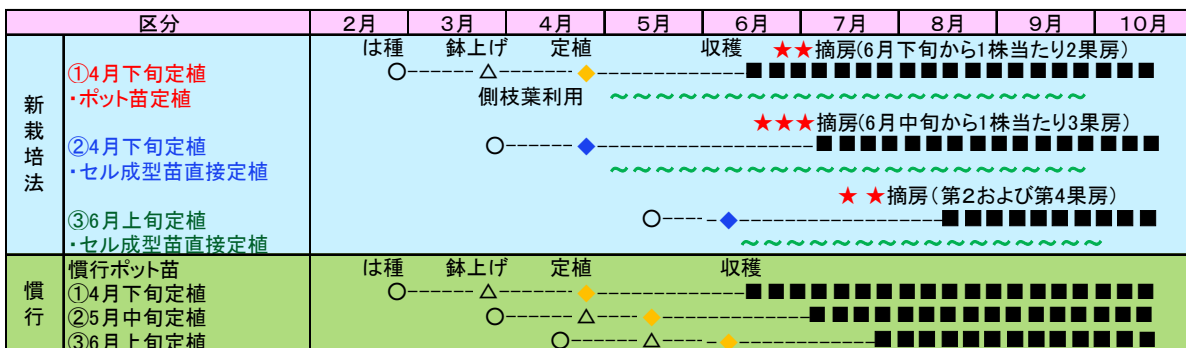 区分 2月 3月 4月 5月 6月 7月 8月 9月 10月
新栽培法
は種 鉢上げ 定植 収穫 ★★摘房(6月下旬から1株当たり2果房)
①4月下旬定植
・ポット苗定植
側枝葉利用
★★★摘房(6月中旬から1株当たり3果房)
②4月下旬定植
・セル成型苗直接定植
★ ★摘房(第2および第4果房)
③6月上旬定植
・セル成型苗直接定植
慣行
慣行ポット苗 は種 鉢上げ 定植 収穫
①4月下旬定植
②5月中旬定植
③6月上旬定植